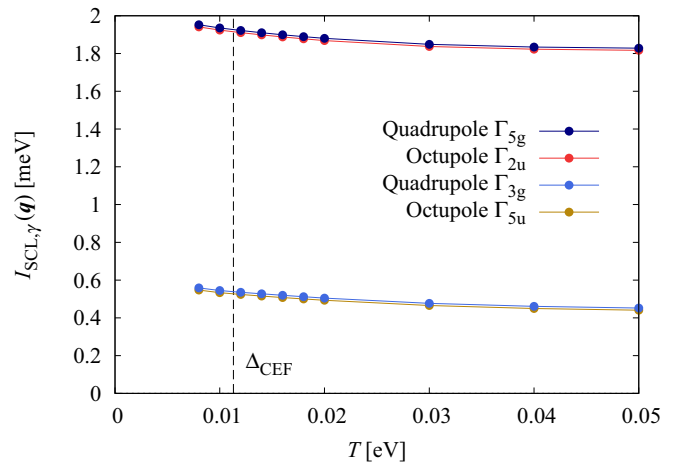 2
1.8
1.6
1.4
1.2
1
0.8
0.6
0.4
0.2
0
I_SCL,γ(q) [meV]
Quadrupole Γ5g
Octupole Γ2u
Quadrupole Γ3g
Octupole Γ5u
Δ_CEF
0 0.01 0.02 0.03 0.04 0.05
T [eV]